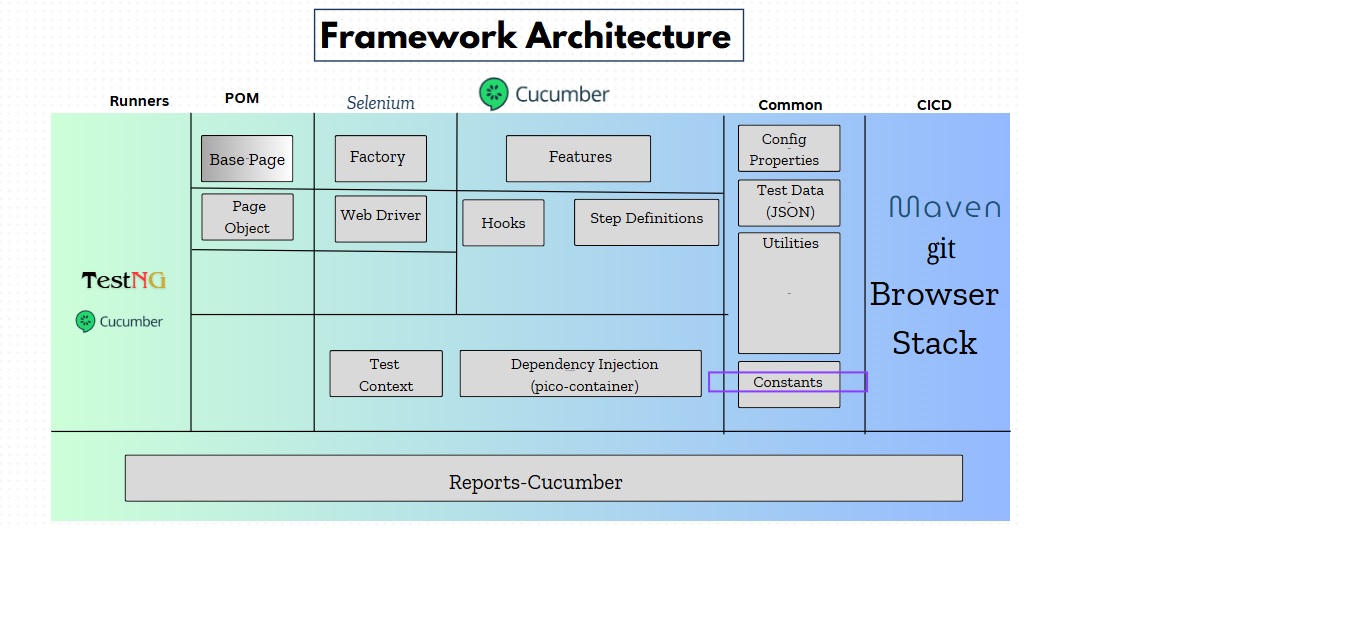 Framework Architecture
Runners
POM
Selenium
Cucumber
Common
CICD
Base Page
Factory
Features
Config
Properties
Page
Object
Web Driver
Hooks
Step Definitions
Test Data
(JSON)
Utilities
Maven
git
Browser
Stack
TestNG
Cucumber
Test
Context
Dependency Injection
(pico-container)
Constants
Reports-Cucumber